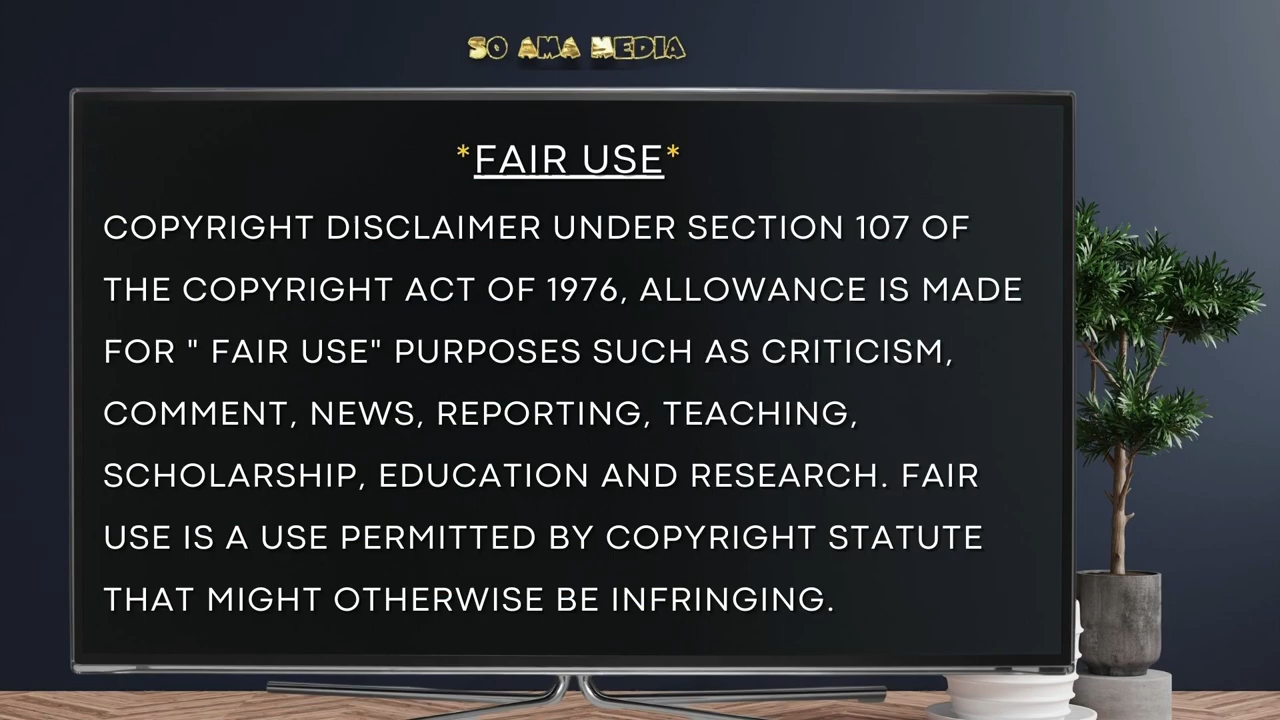 SO AMA MEDIA
*FAIR USE*
COPYRIGHT DISCLAIMER UNDER SECTION 107 OF
THE COPYRIGHT ACT OF 1976, ALLOWANCE IS MADE
FOR " FAIR USE" PURPOSES SUCH AS CRITICISM,
COMMENT, NEWS, REPORTING, TEACHING,
SCHOLARSHIP, EDUCATION AND RESEARCH. FAIR
USE IS A USE PERMITTED BY COPYRIGHT STATUTE
THAT MIGHT OTHERWISE BE INFRINGING.